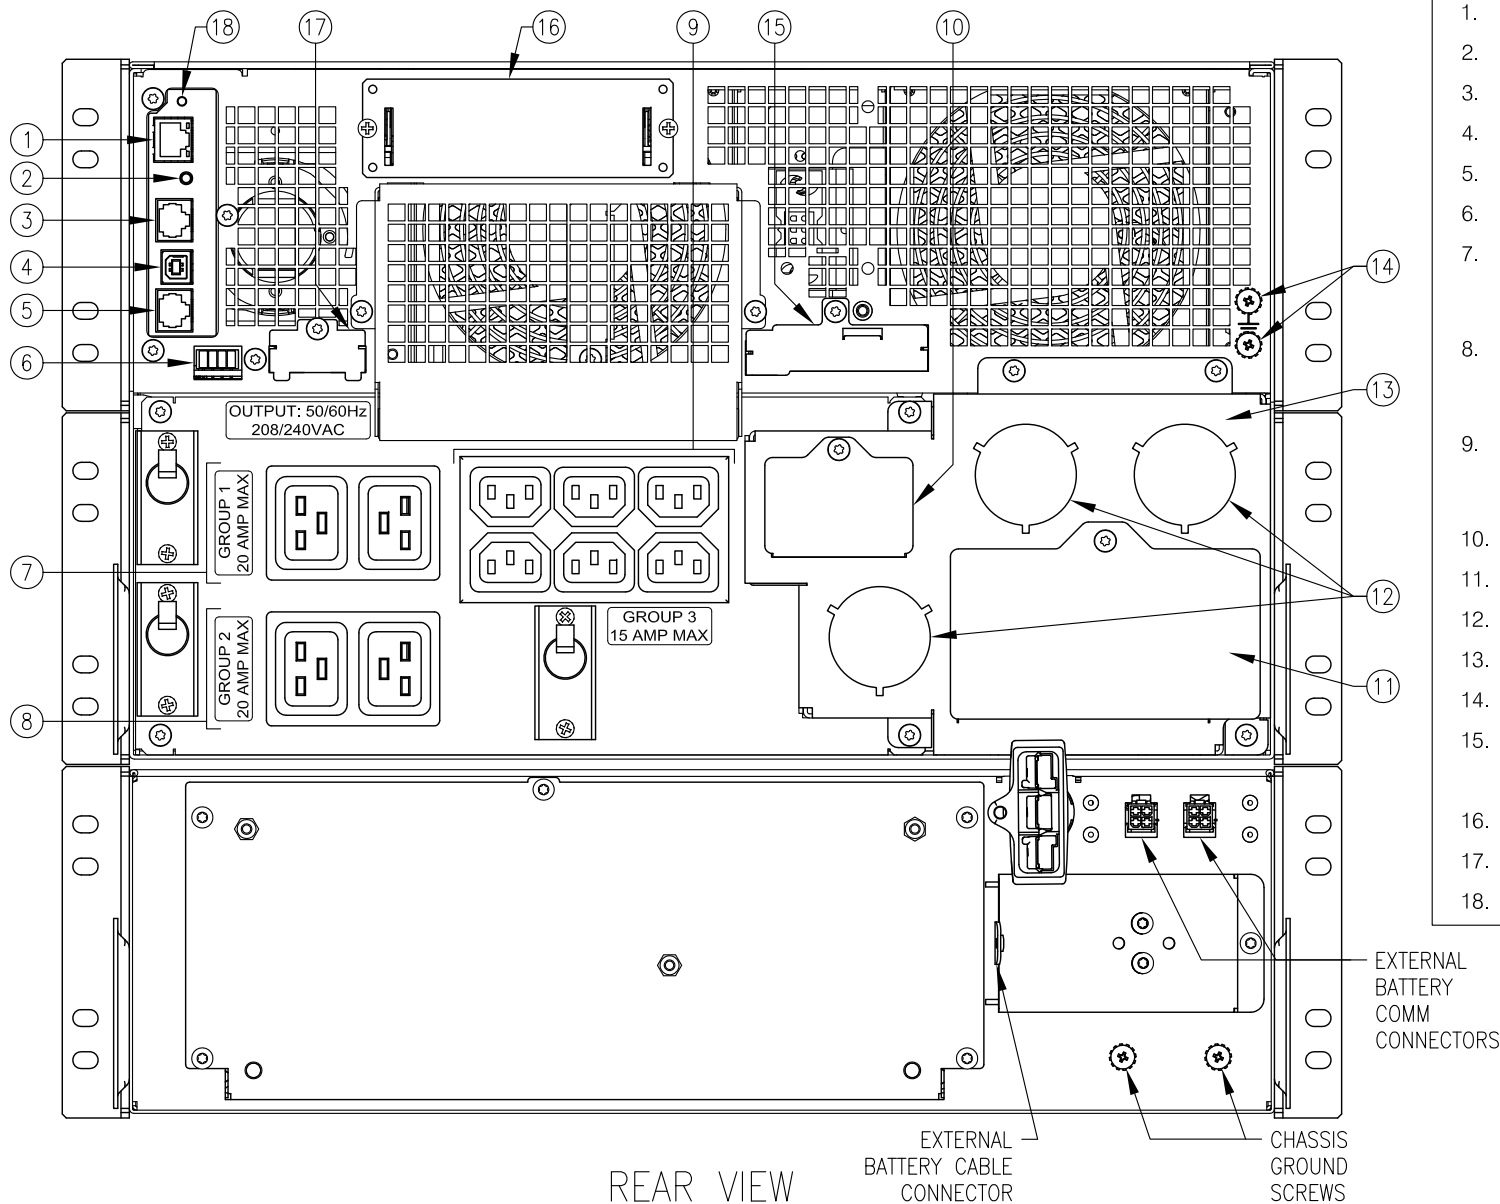 18
17
16
9
15
10
1.
2.
3.
4.
5.
6.
7.
8.
9.
10.
11.
12.
13.
14.
15.
16.
17.
18.
1
2
3
4
5
6
14
13
OUTPUT: 50/60Hz
208/240VAC
GROUP 1
20 AMP MAX
7
GROUP 2
20 AMP MAX
8
GROUP 3
15 AMP MAX
12
11
EXTERNAL
BATTERY
COMM
CONNECTORS
EXTERNAL
BATTERY CABLE
CONNECTOR
CHASSIS
GROUND
SCREWS
REAR VIEW